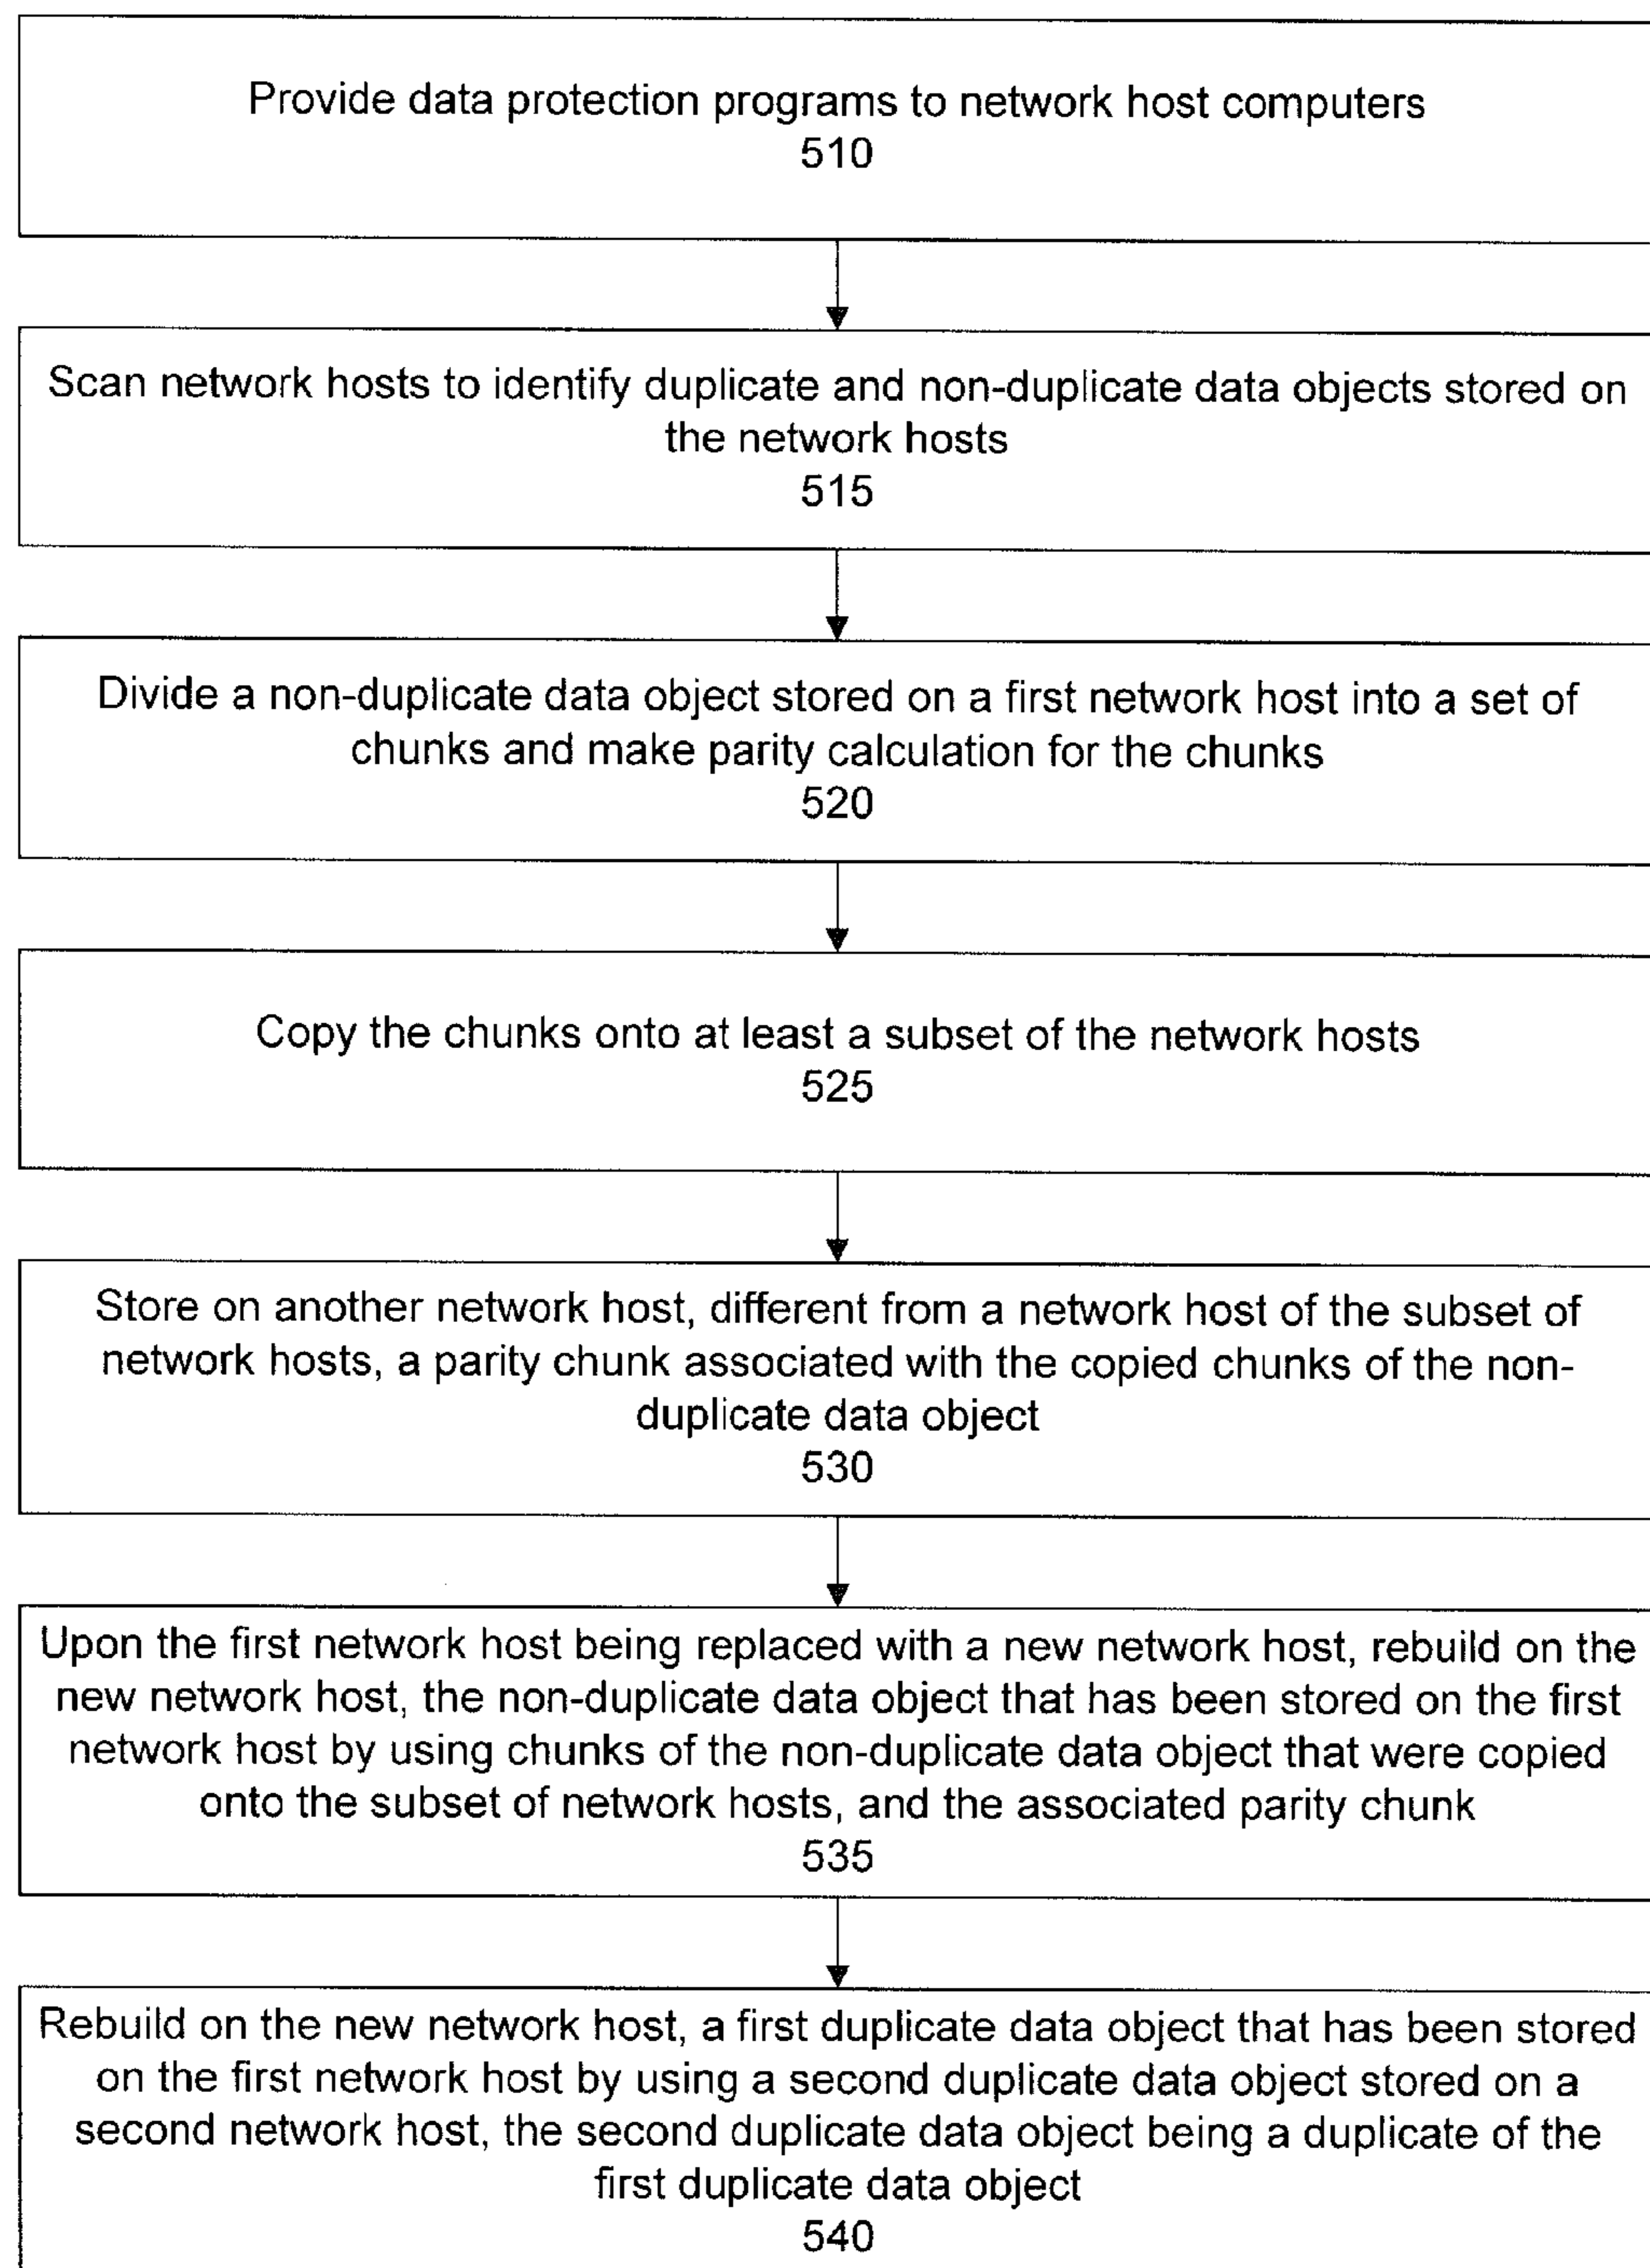 Provide data protection programs to network host computers
510
Scan network hosts to identify duplicate and non-duplicate data objects stored on
the network hosts
515
Divide a non-duplicate data object stored on a first network host into a set of
chunks and make parity calculation for the chunks
520
Copy the chunks onto at least a subset of the network hosts
525
Store on another network host, different from a network host of the subset of
network hosts, a parity chunk associated with the copied chunks of the non-
duplicate data object
530
Upon the first network host being replaced with a new network host, rebuild on the
new network host, the non-duplicate data object that has been stored on the first
network host by using chunks of the non-duplicate data object that were copied
onto the subset of network hosts, and the associated parity chunk
535
Rebuild on the new network host, a first duplicate data object that has been stored
on the first network host by using a second duplicate data object stored on a
second network host, the second duplicate data object being a duplicate of the
first duplicate data object
540